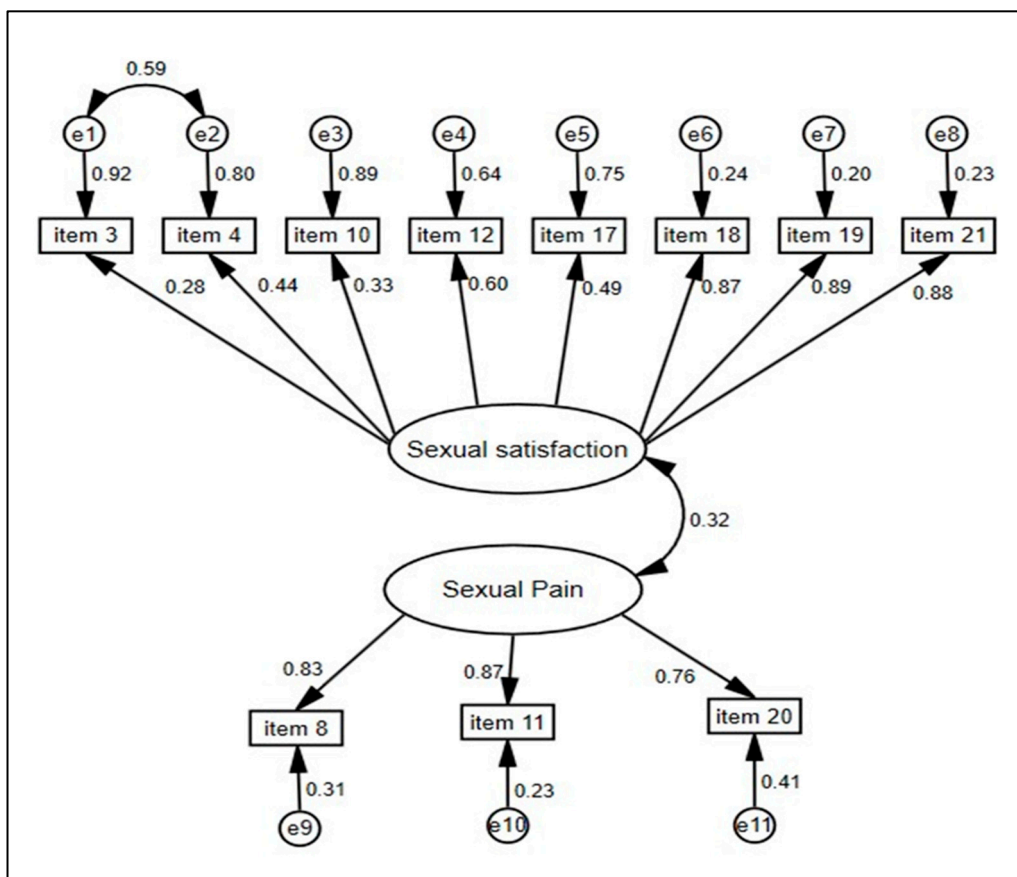 0.59
e1 e2 e3 e4 e5 e6 e7 e8
0.92 0.80 0.89 0.64 0.75 0.24 0.20 0.23
item 3 item 4 item 10 item 12 item 17 item 18 item 19 item 21
0.28 0.44 0.33 0.60 0.49 0.87 0.89 0.88
Sexual satisfaction
0.32
Sexual Pain
0.83 0.87 0.76
item 8 item 11 item 20
0.31 0.23 0.41
e9 e10 e11